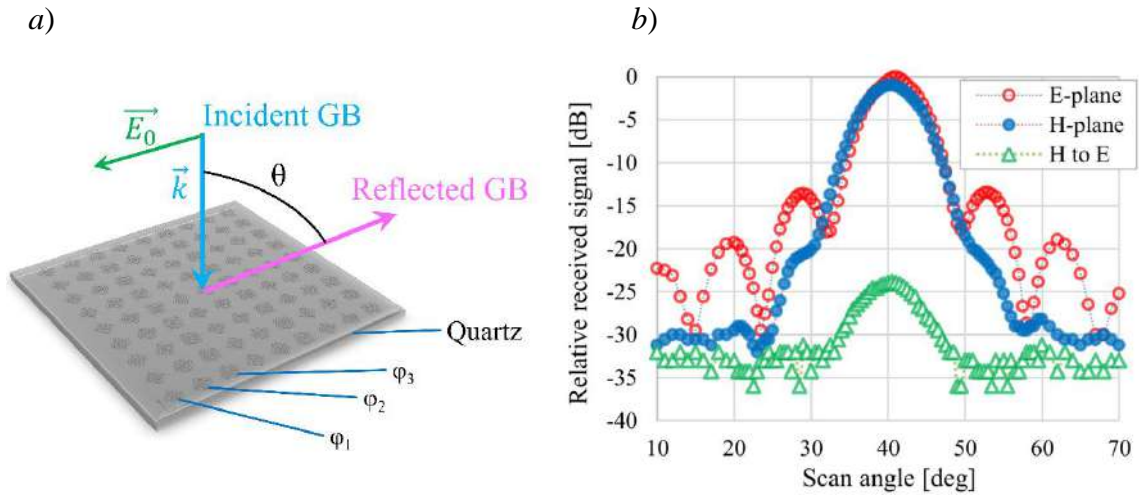 a)
b)
E₀
Incident GB
k
θ
Reflected GB
Quartz
φ₃
φ₂
φ₁
Relative received signal [dB]
0
-5
-10
-15
-20
-25
-30
-35
-40
E-plane
H-plane
H to E
10 20 30 40 50 60 70
Scan angle [deg]